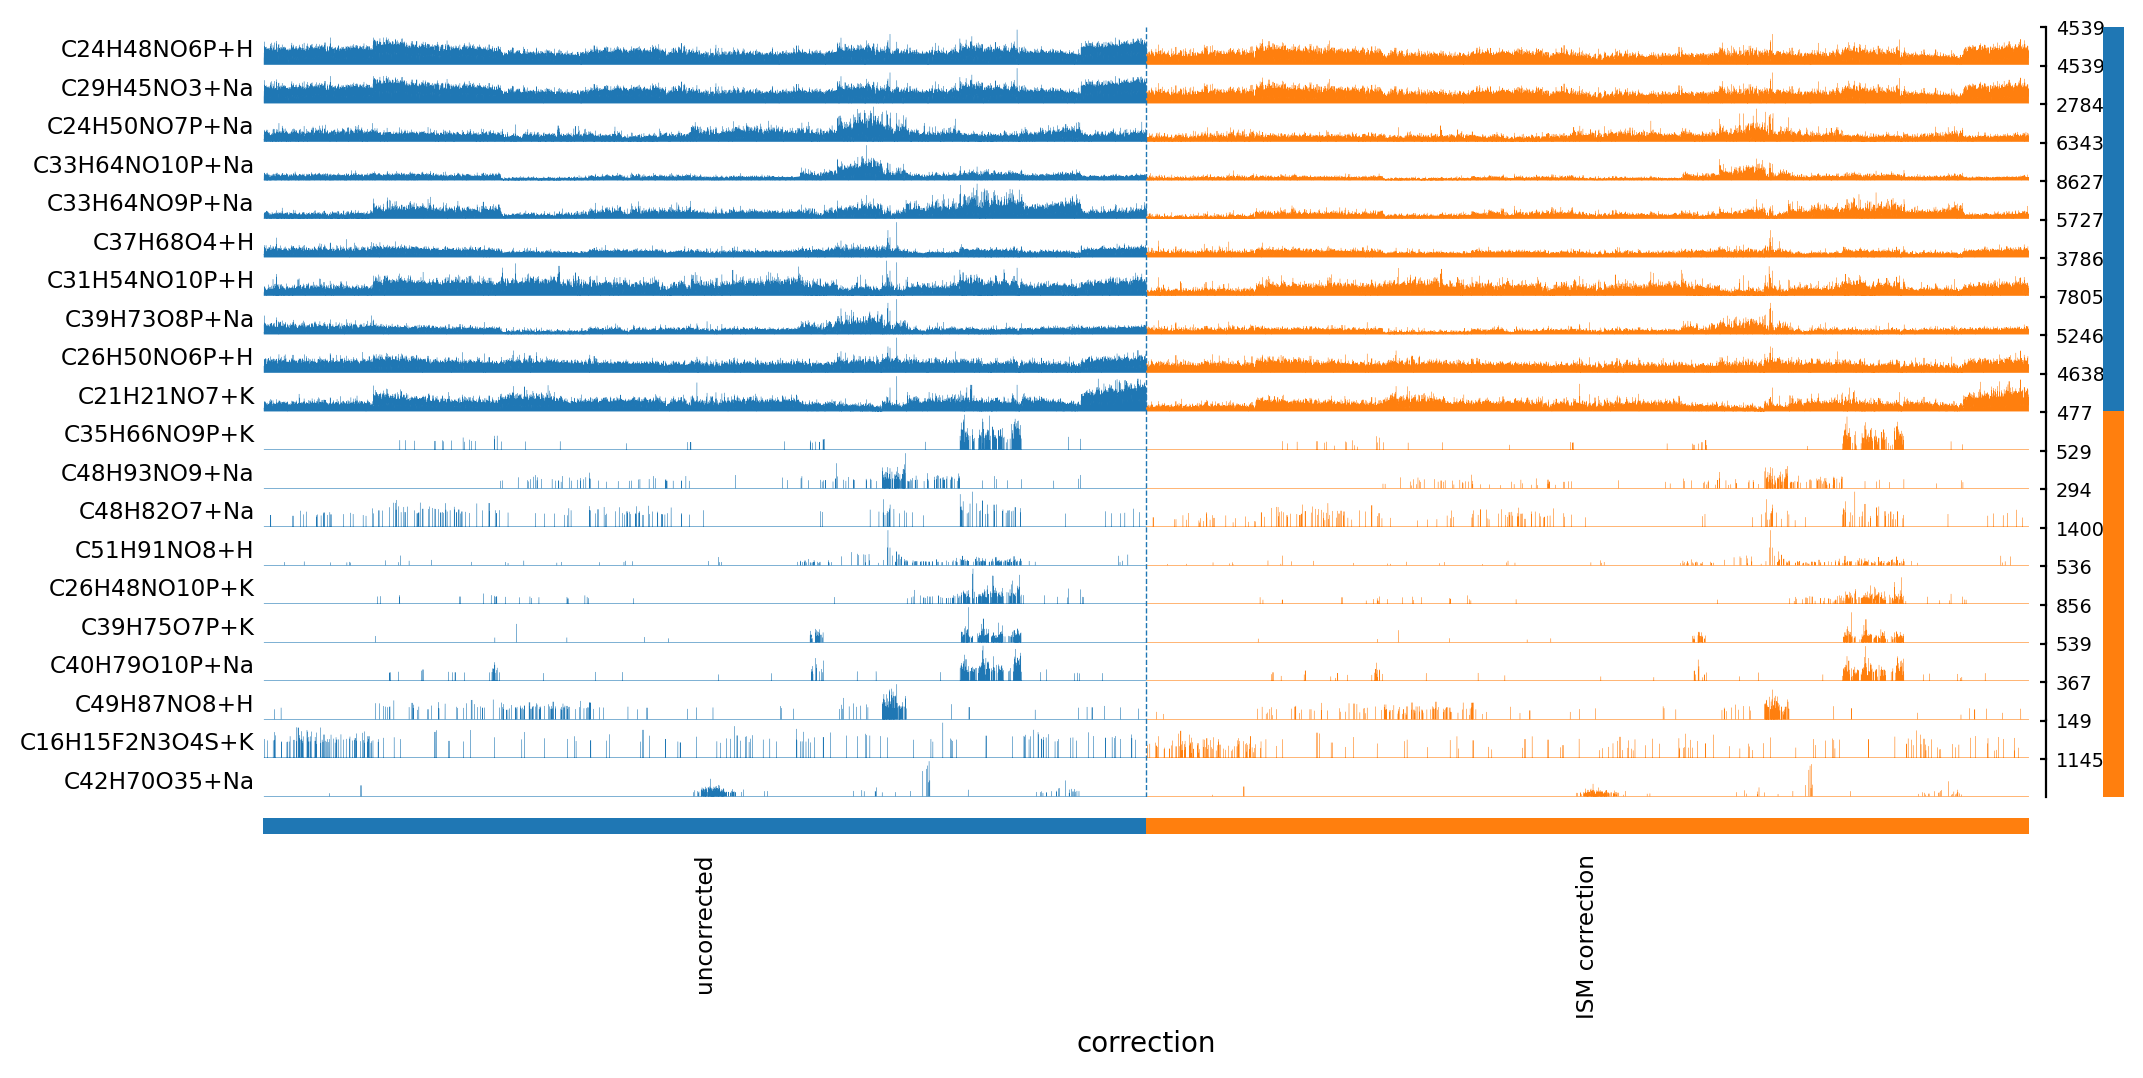 4539
C24H48NO6P+H
4539
C29H45NO3+Na
2784
C24H50NO7P+Na
6343
C33H64NO10P+Na
8627
C33H64NO9P+Na
5727
C37H68O4+H
3786
C31H54NO10P+H
7805
C39H73O8P+Na
5246
C26H50NO6P+H
4638
C21H21NO7+K
477
C35H66NO9P+K
529
C48H93NO9+Na
294
C48H82O7+Na
1400
C51H91NO8+H
536
C26H48NO10P+K
856
C39H75O7P+K
539
C40H79O10P+Na
367
C49H87NO8+H
149
C16H15F2N3O4S+K
1145
C42H70O35+Na
uncorrected
ISM correction
correction